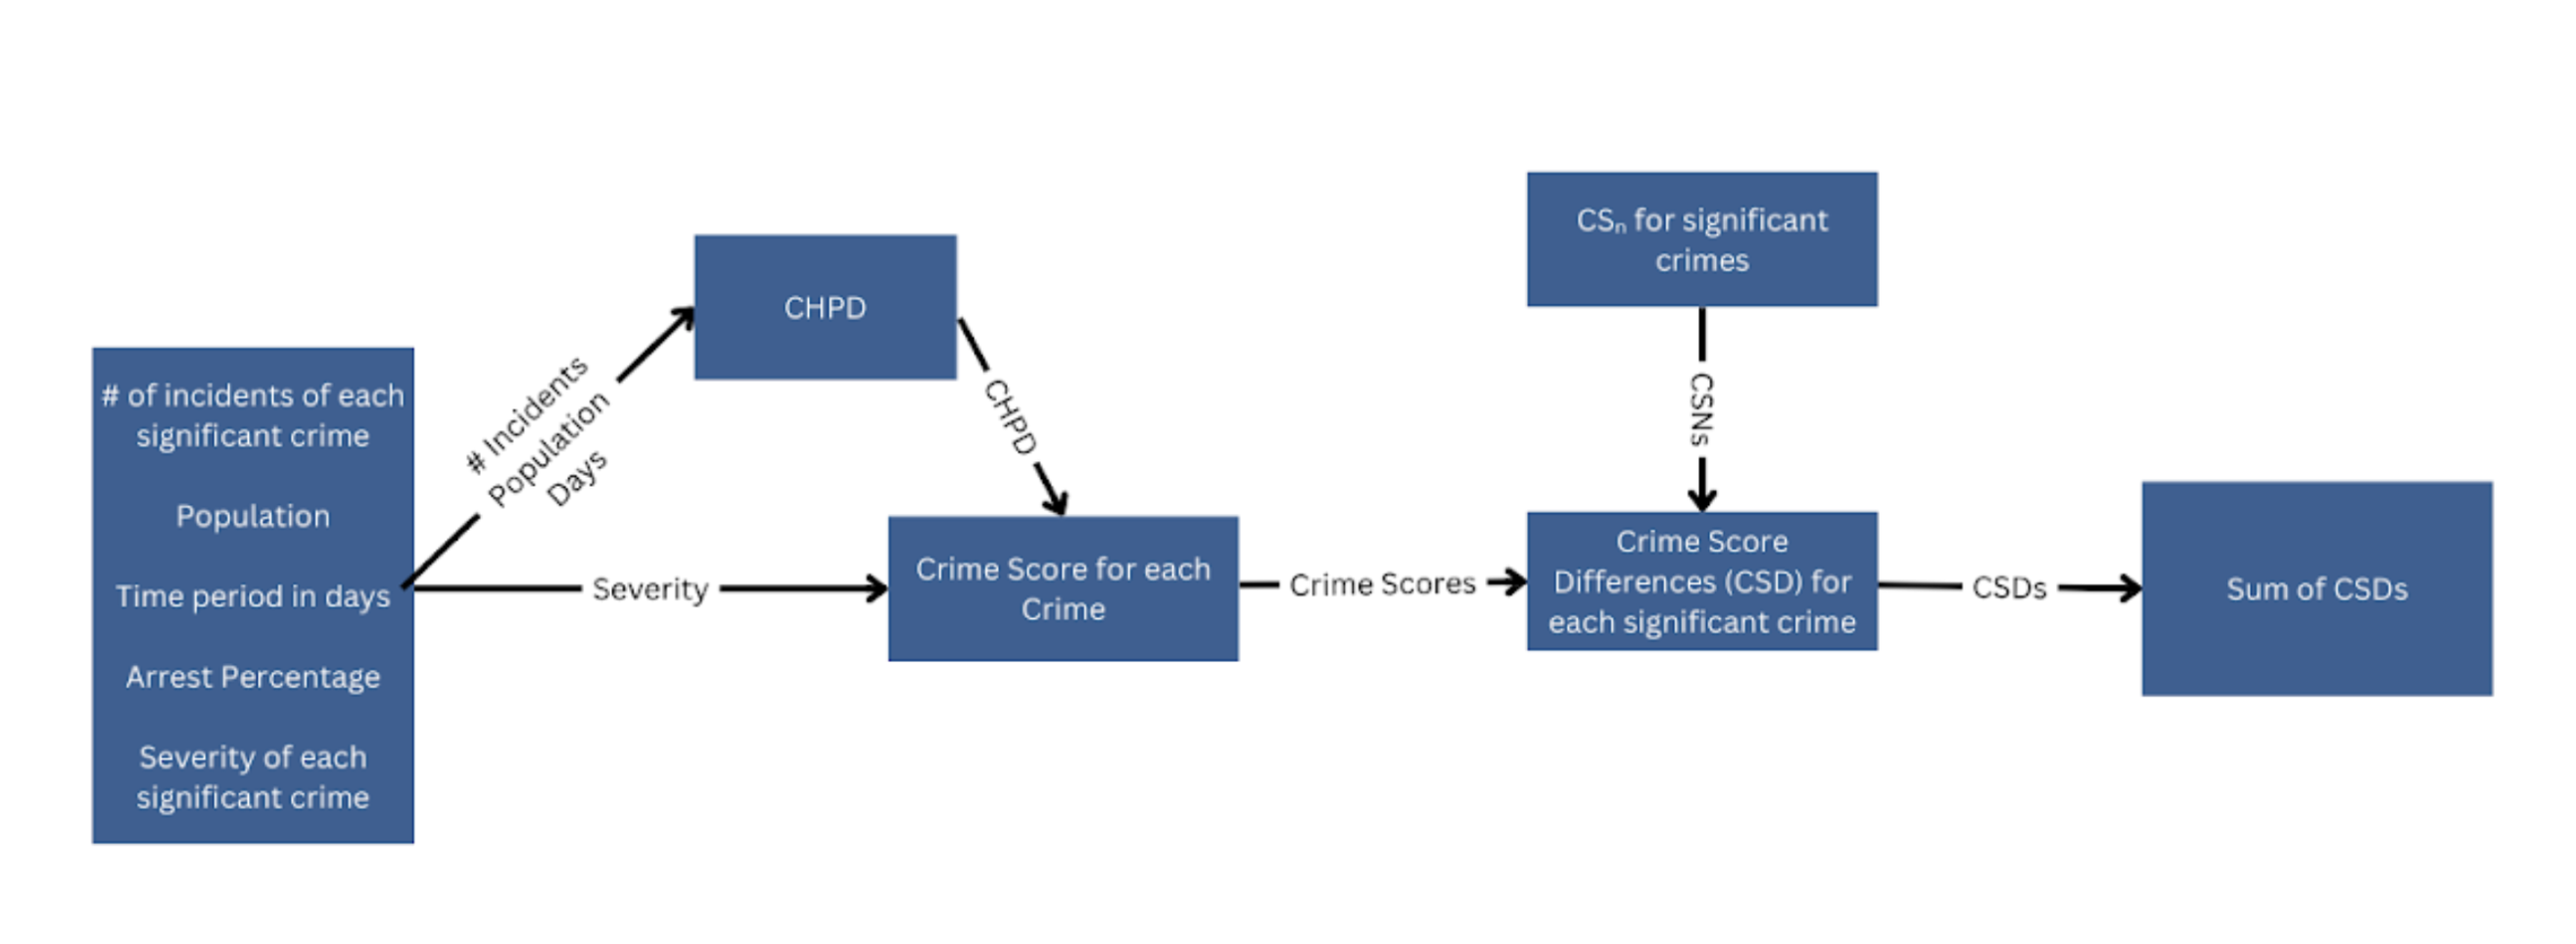 # of incidents of each
significant crime
Population
Time period in days
Arrest Percentage
Severity of each
significant crime
# Incidents
Population
Days
Severity
CHPD
CHPD
Crime Score for each
Crime
Crime Scores
CSₙ for significant
crimes
CSNs
Crime Score
Differences (CSD) for
each significant crime
CSDs
Sum of CSDs